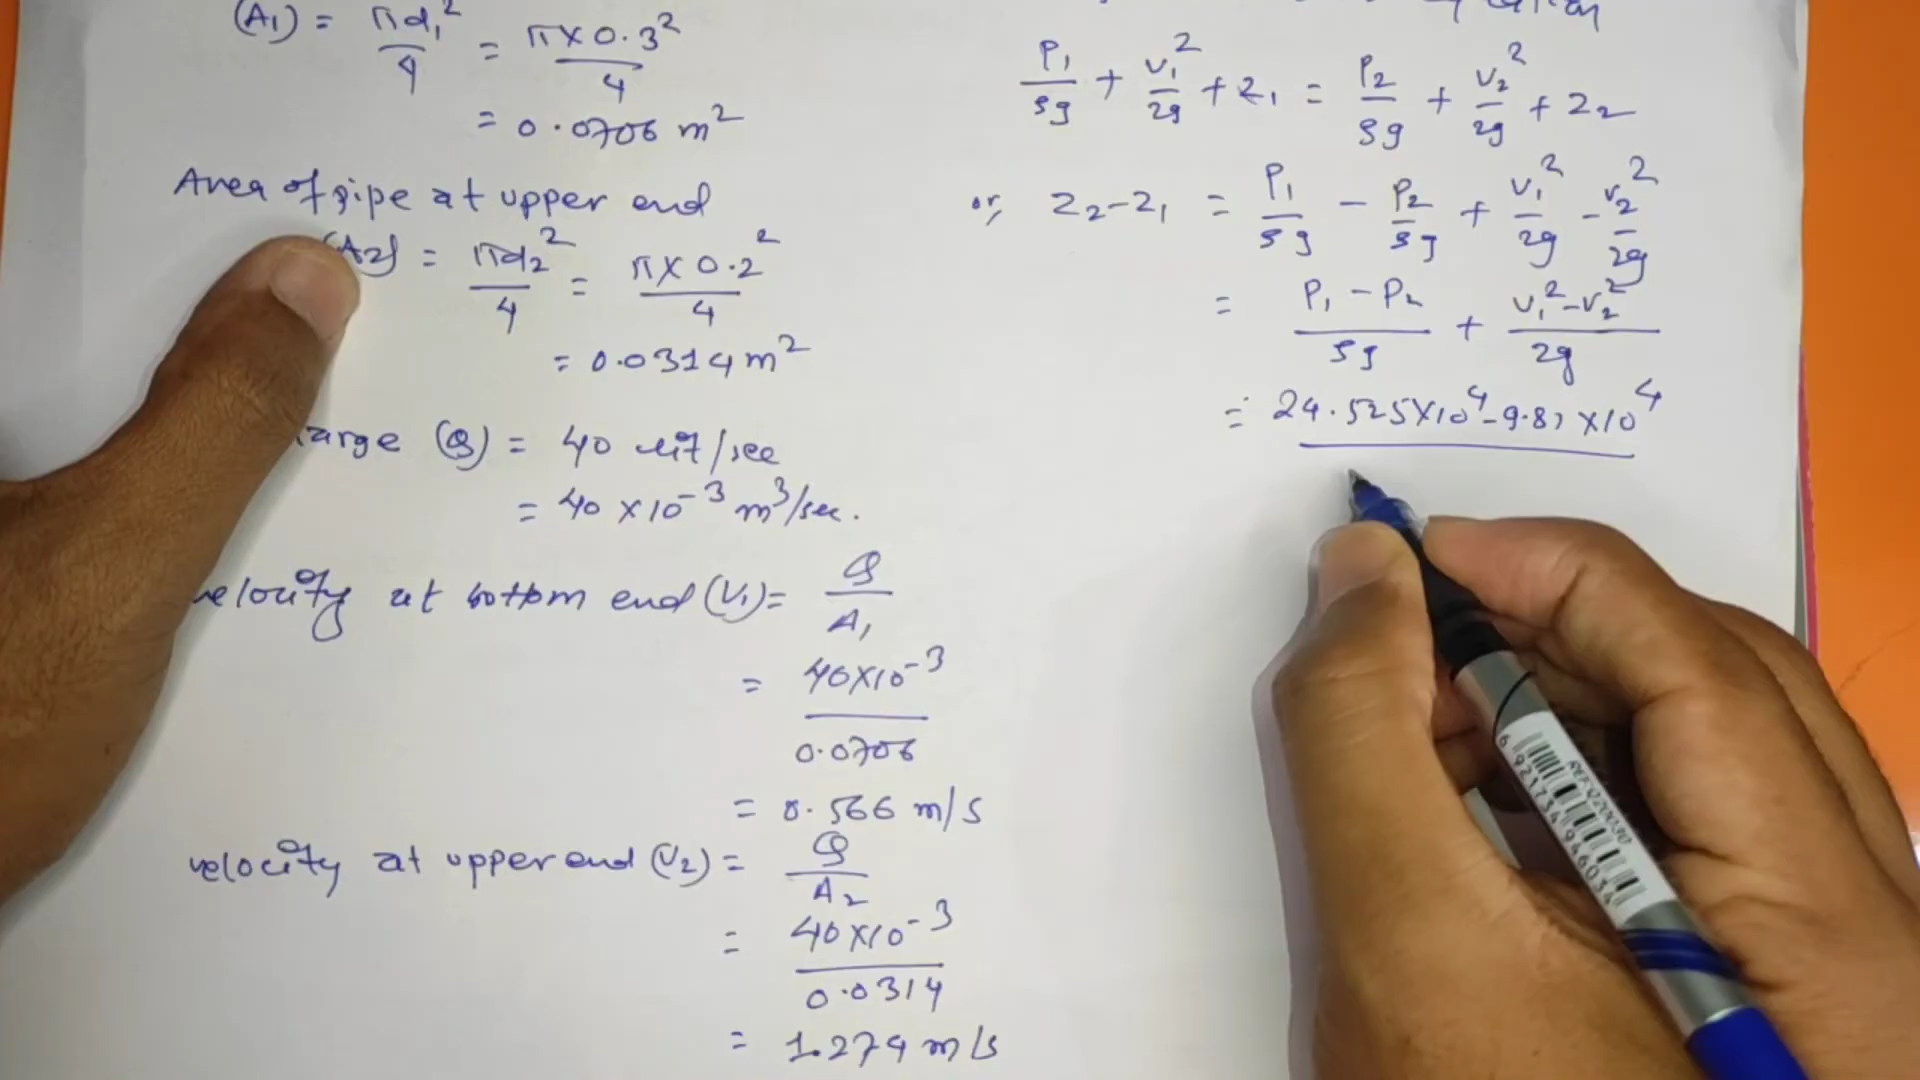 (A₁) = πd₁²/4 = π×0.3²/4
= 0.0706 m²
Area of pipe at upper end
(A₂) = πd₂²/4 = π×0.2²/4
= 0.0314 m²
arge (Q) = 40 lit/sec
= 40 ×10⁻³ m³/sec.
velocity at bottom end (V₁) = Q/A₁
= 40×10⁻³/0.0706
= 0.566 m/s
velocity at upper end (V₂) = Q/A₂
= 40×10⁻³/0.0314
= 1.274 m/s
P₁/ρg + v₁²/2g + z₁ = P₂/ρg + v₂²/2g + z₂
or, z₂-z₁ = P₁/ρg - P₂/ρg + v₁²/2g - v₂²/2g
= P₁-P₂/ρg + v₁²-v₂²/2g
= 24.525×10⁴-9.81×10⁴
REF:020090
6921734946034